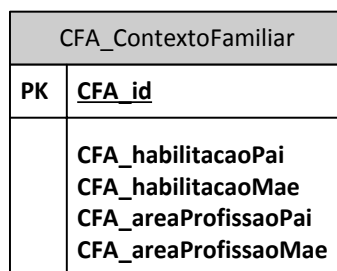 CFA_ContextoFamiliar
PK CFA_id
CFA_habilitacaoPai
CFA_habilitacaoMae
CFA_areaProfissaoPai
CFA_areaProfissaoMae